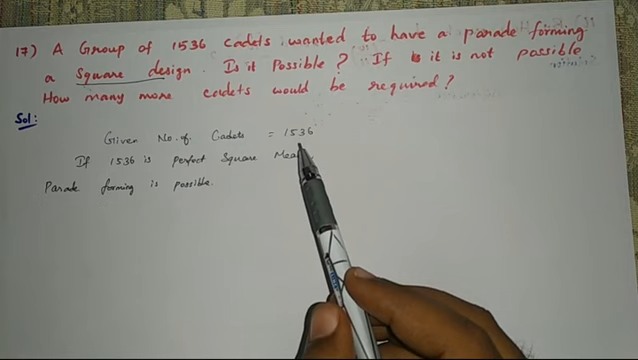 17) A Group of 1536 cadets wanted to have a parade forming
a Square design. Is it Possible? If it is not possible
How many more cadets would be required?
Sol:
Given No. of Cadets = 1536
If 1536 is perfect Square Mea
Parade forming is possible.